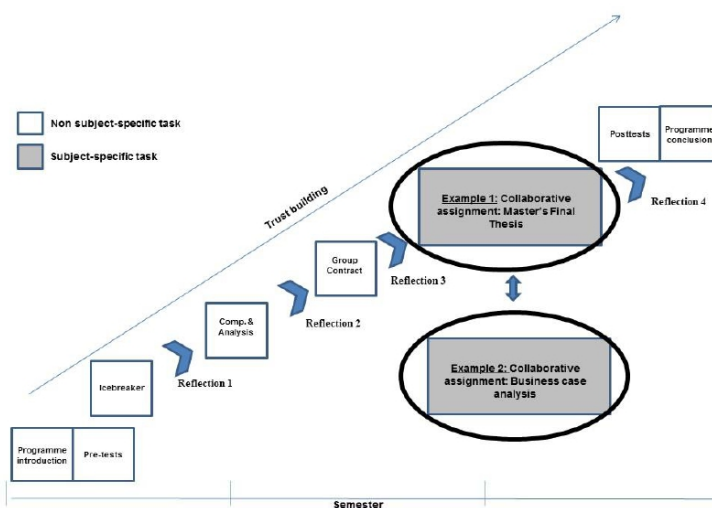 Non subject-specific task
Subject-specific task
Trust building
Posttests
Programme
conclusion
Example 1: Collaborative
assignment: Master's Final
Thesis
Reflection 4
Group
Contract
Reflection 3
Comp. &
Analysis
Reflection 2
Example 2: Collaborative
assignment: Business case
analysis
Icebreaker
Reflection 1
Programme
introduction
Pre-tests
Semester